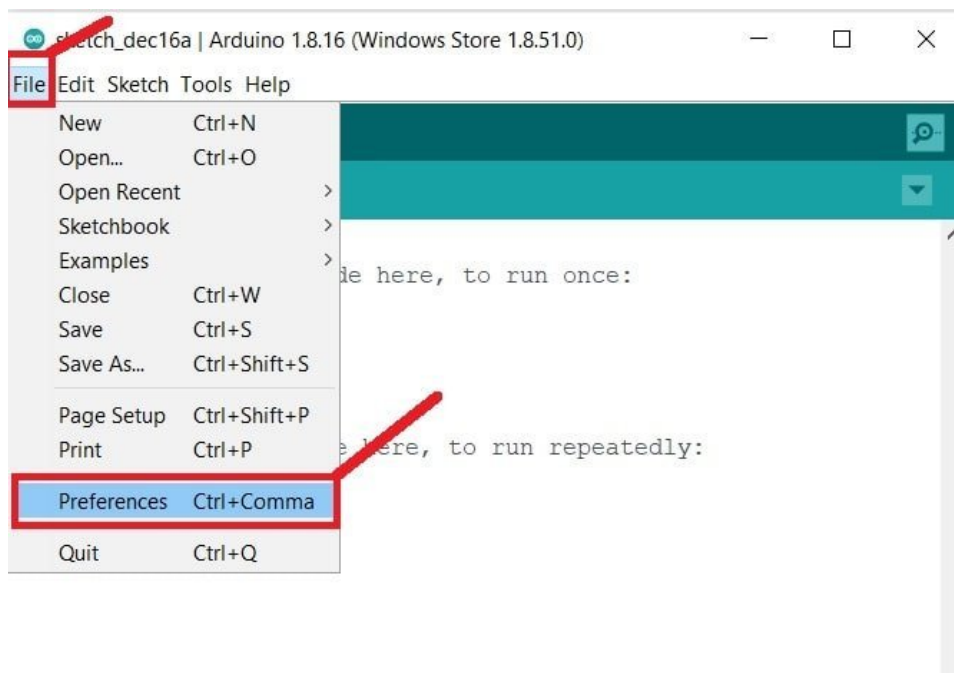 sketch_dec16a | Arduino 1.8.16 (Windows Store 1.8.51.0)
File Edit Sketch Tools Help
New Ctrl+N
Open... Ctrl+O
Open Recent
Sketchbook
Examples
here, to run once:
Close Ctrl+W
Save Ctrl+S
Save As... Ctrl+Shift+S
Page Setup Ctrl+Shift+P
Print Ctrl+P
here, to run repeatedly:
Preferences Ctrl+Comma
Quit Ctrl+Q